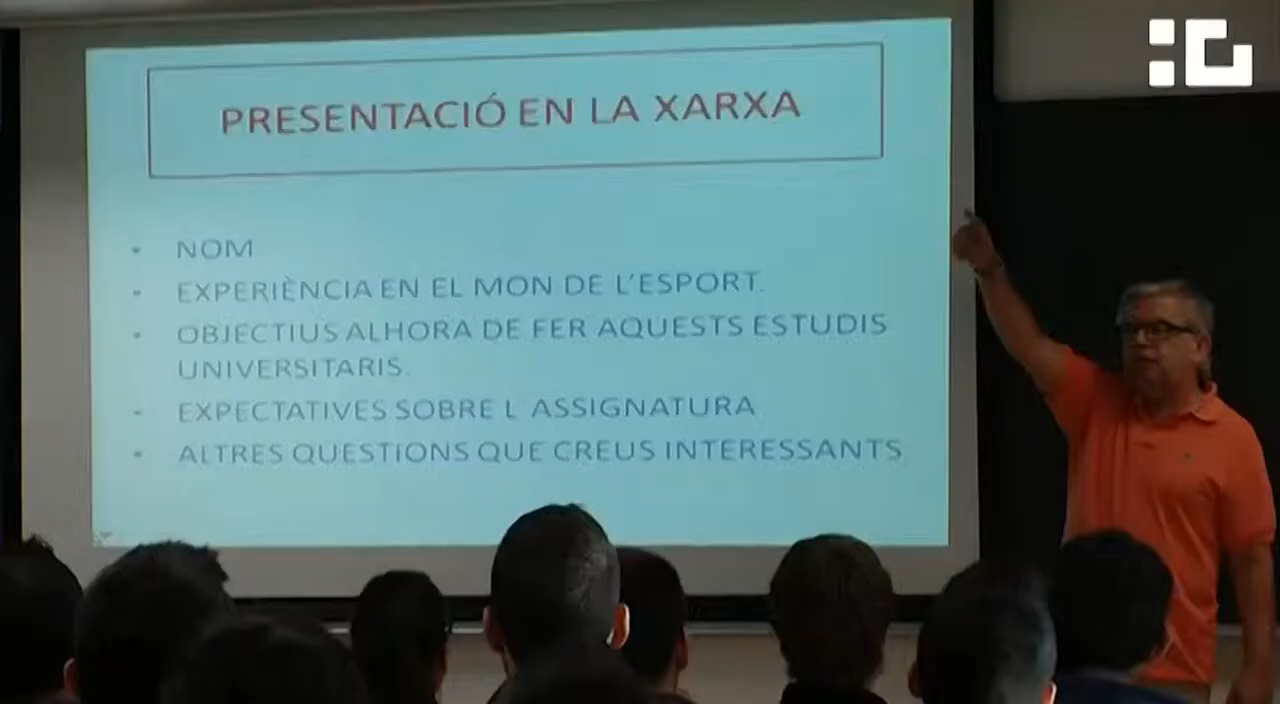 PRESENTACIÓ EN LA XARXA
• NOM
• EXPERIÈNCIA EN EL MON DE L'ESPORT.
• OBJECTIUS ALHORA DE FER AQUESTS ESTUDIS
UNIVERSITARIS.
• EXPECTATIVES SOBRE L ASSIGNATURA
• ALTRES QUESTIONS QUE CREUS INTERESSANTS